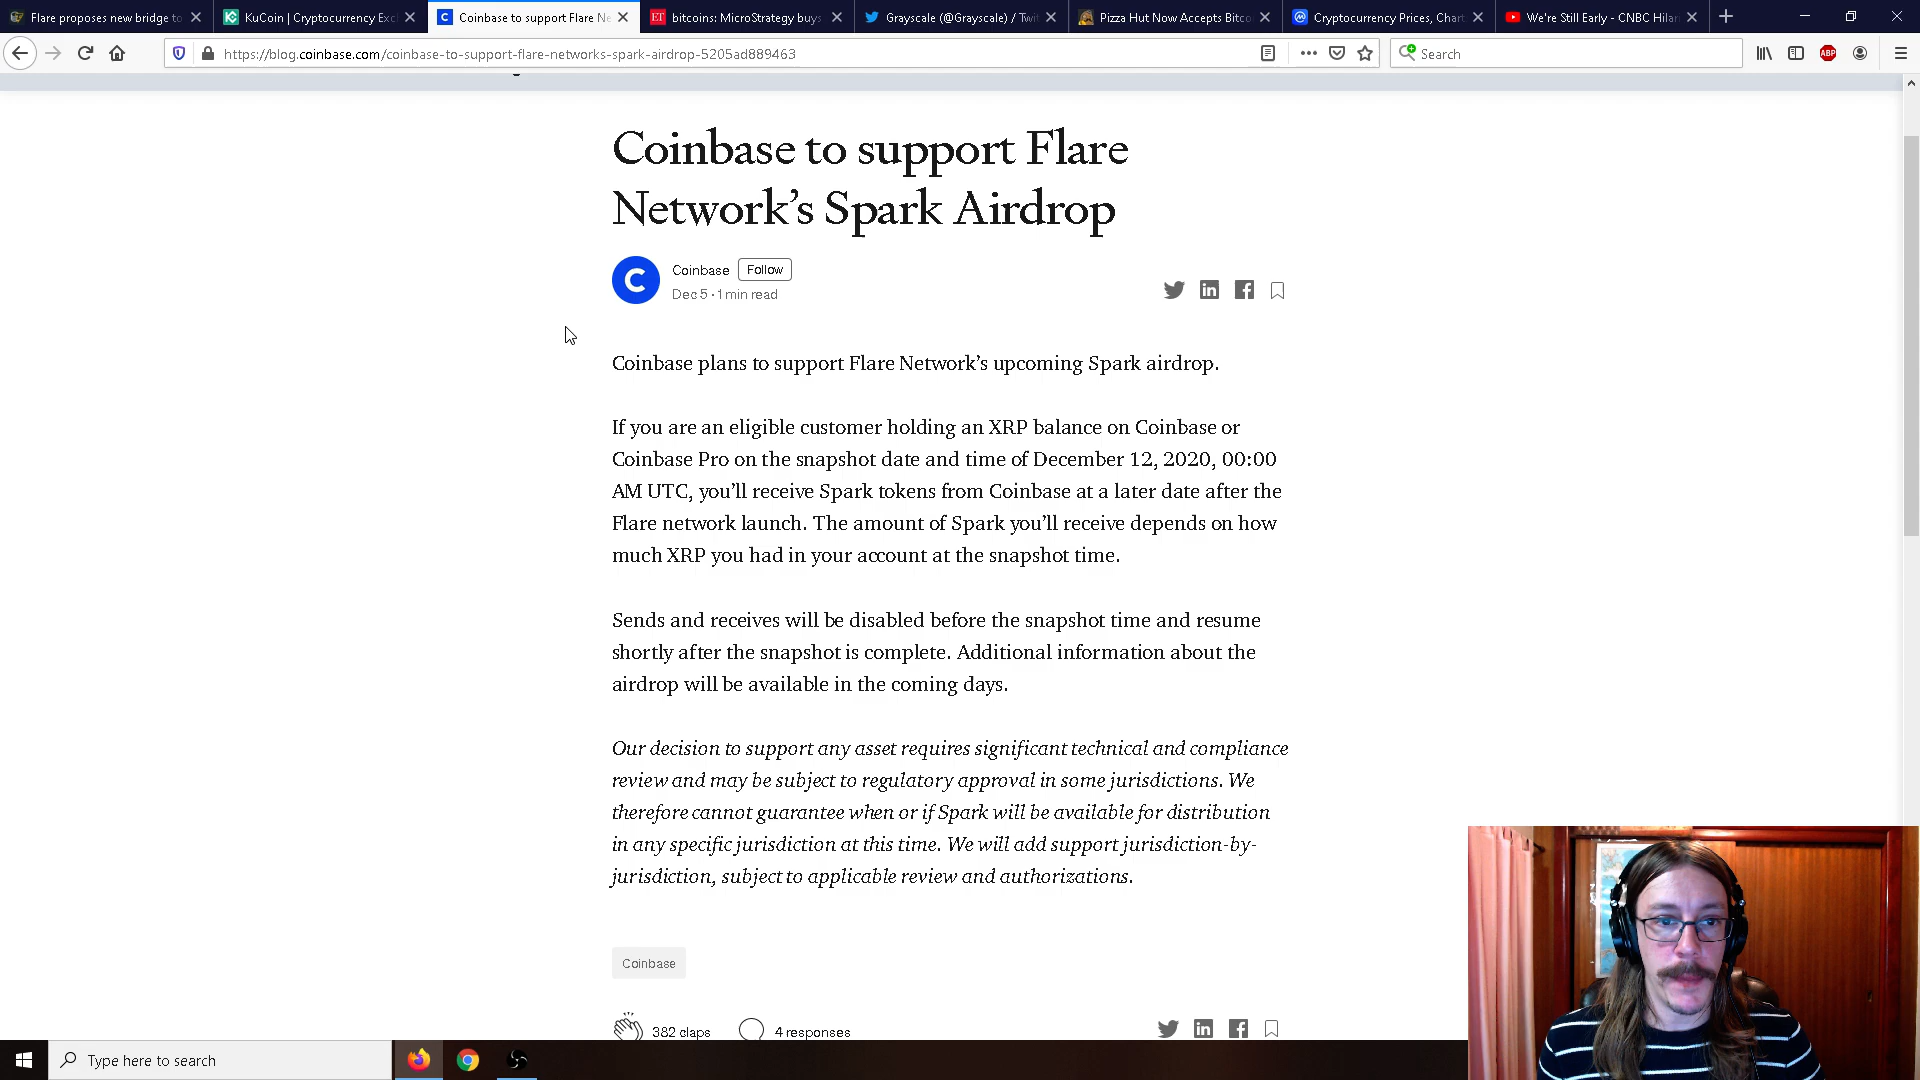 Flare proposes new bridge to
KuCoin | Cryptocurrency Exc
Coinbase to support Flare Ne
ET
bitcoins: MicroStrategy buys
Grayscale (@Grayscale) / Twit
Pizza Hut Now Accepts Bitco
Cryptocurrency Prices, Chart
We're Still Early - CNBC Hilar
https://blog.coinbase.com/coinbase-to-support-flare-networks-spark-airdrop-5205ad889463
Search
ABP
Coinbase to support Flare
Network’s Spark Airdrop
Coinbase
Follow
Dec 5 · 1 min read
Coinbase plans to support Flare Network’s upcoming Spark airdrop.
If you are an eligible customer holding an XRP balance on Coinbase or
Coinbase Pro on the snapshot date and time of December 12, 2020, 00:00
AM UTC, you’ll receive Spark tokens from Coinbase at a later date after the
Flare network launch. The amount of Spark you’ll receive depends on how
much XRP you had in your account at the snapshot time.
Sends and receives will be disabled before the snapshot time and resume
shortly after the snapshot is complete. Additional information about the
airdrop will be available in the coming days.
Our decision to support any asset requires significant technical and compliance
review and may be subject to regulatory approval in some jurisdictions. We
therefore cannot guarantee when or if Spark will be available for distribution
in any specific jurisdiction at this time. We will add support jurisdiction-by-
jurisdiction, subject to applicable review and authorizations.
Coinbase
382 claps
4 responses
Type here to search